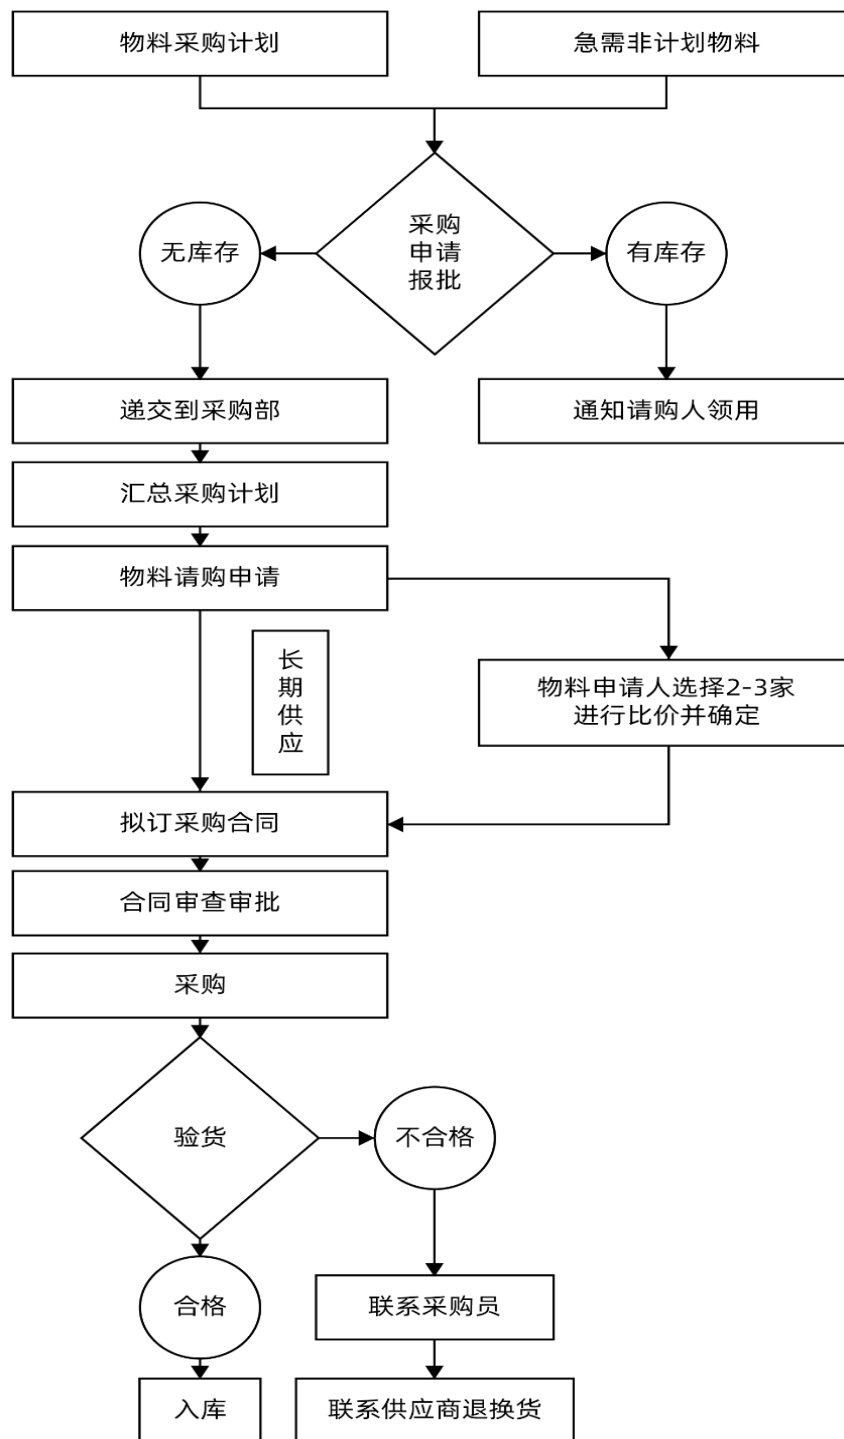 物料采购计划
急需非计划物料
采购
申请
报批
无库存
有库存
递交到采购部
通知请购人领用
汇总采购计划
物料请购申请
长
期
供
应
物料申请人选择2-3家
进行比价并确定
拟订采购合同
合同审查审批
采购
验货
不合格
合格
联系采购员
入库
联系供应商退换货